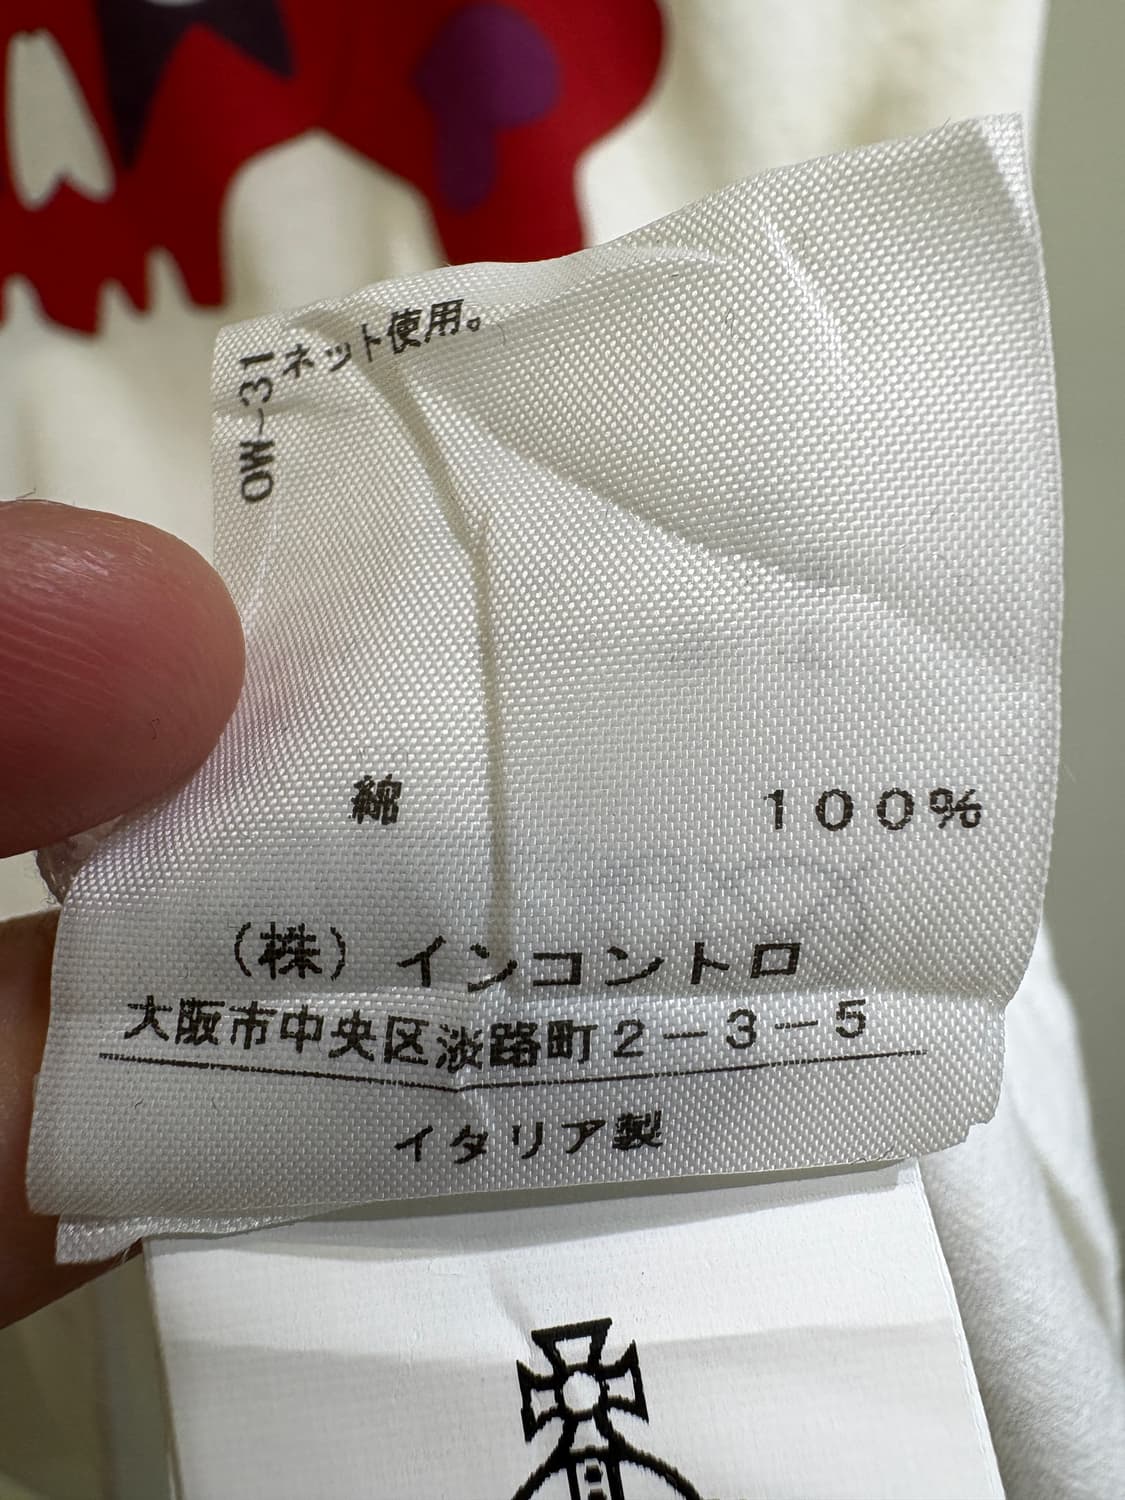 ネット使用。
OW-31
綿 100%
(株) インコントロ
大阪市中央区淡路町2-3-5
イタリア製